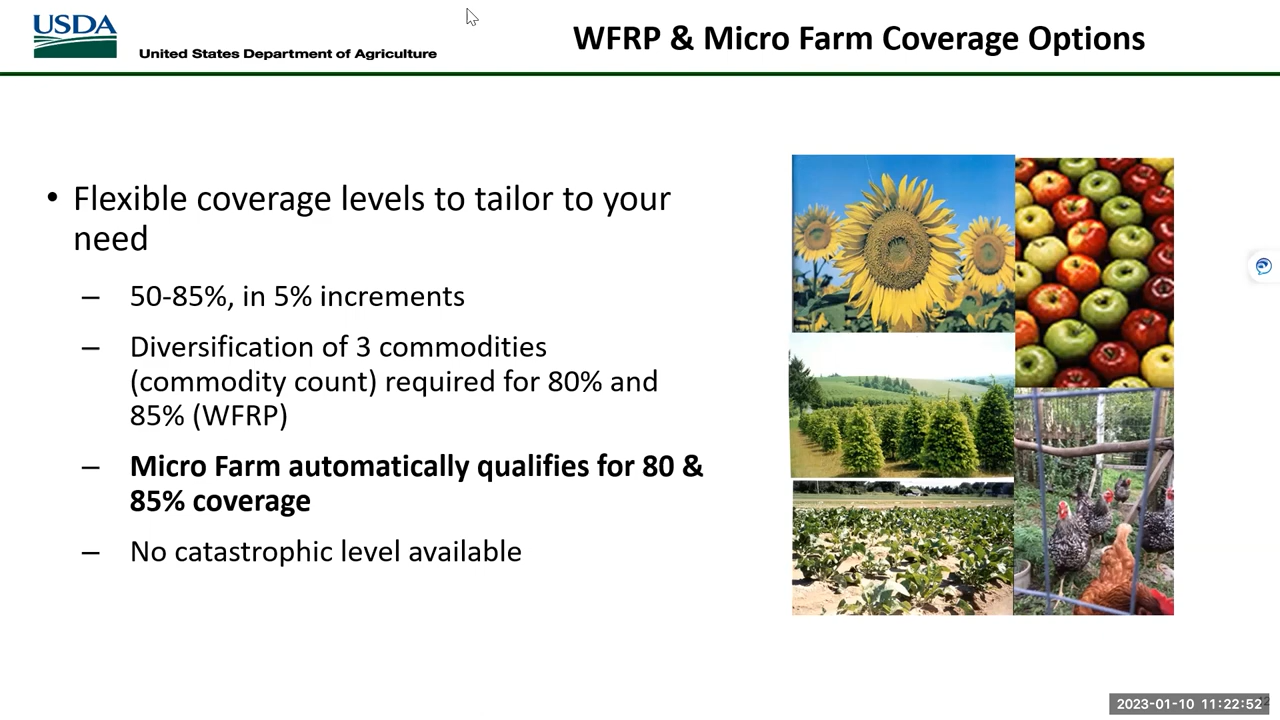 USDA
United States Department of Agriculture
WFRP & Micro Farm Coverage Options
• Flexible coverage levels to tailor to your
need
– 50-85%, in 5% increments
– Diversification of 3 commodities
(commodity count) required for 80% and
85% (WFRP)
– Micro Farm automatically qualifies for 80 &
85% coverage
– No catastrophic level available
2023-01-10 11:22:52